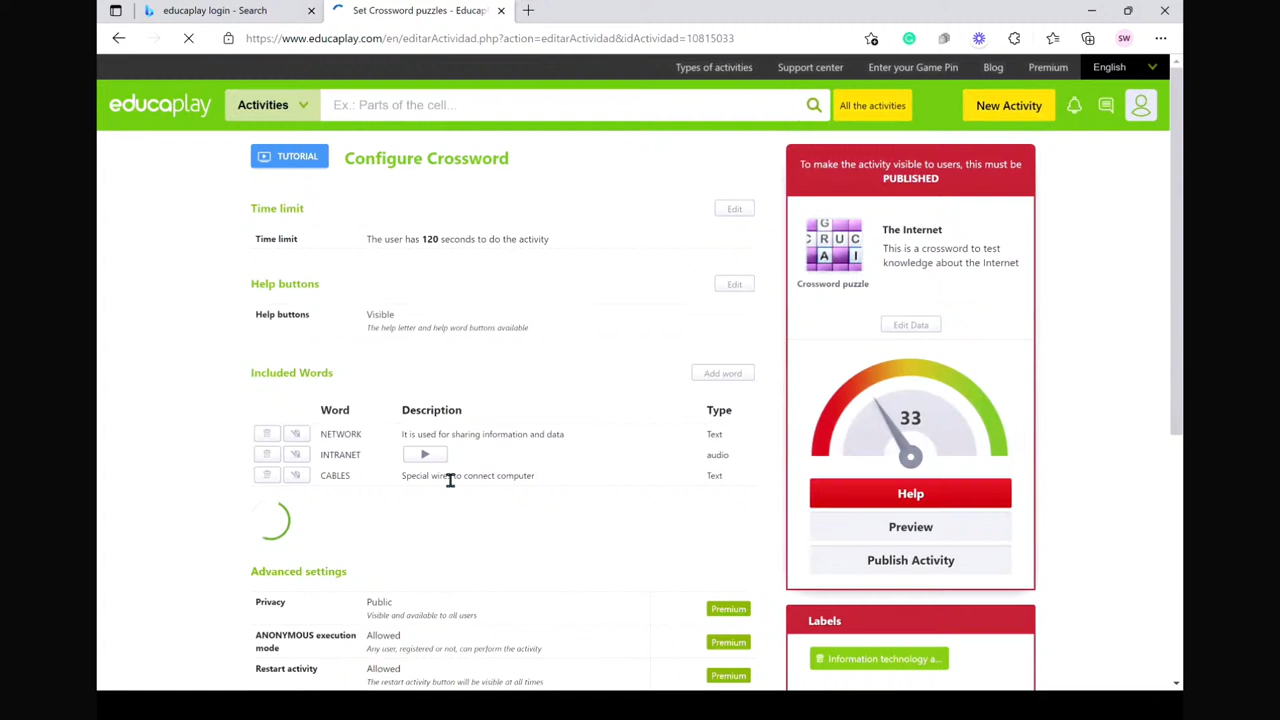 educaplay login - Search
Set Crossword puzzles - Educap
https://www.educaplay.com/en/editarActividad.php?action=editarActividad&idActividad=10815033
SW
Types of activities Support center Enter your Game Pin Blog Premium English
educaplay Activities Ex.: Parts of the cell... All the activities New Activity
TUTORIAL Configure Crossword
To make the activity visible to users, this must be
PUBLISHED
Time limit Edit
Time limit The user has 120 seconds to do the activity
The Internet
This is a crossword to test
knowledge about the Internet
G
CRUC
A I
Crossword puzzle
Help buttons Edit
Help buttons Visible
The help letter and help word buttons available
Edit Data
Included Words Add word
Word Description Type
NETWORK It is used for sharing information and data Text
INTRANET audio
CABLES Special wires to connect computer Text
33
Help
Preview
Publish Activity
Advanced settings
Privacy Public Premium
Visible and available to all users
ANONYMOUS execution
mode
Allowed Premium
Any user, registered or not, can perform the activity
Restart activity Allowed Premium
The restart activity button will be visible at all times
Labels
Information technology a...